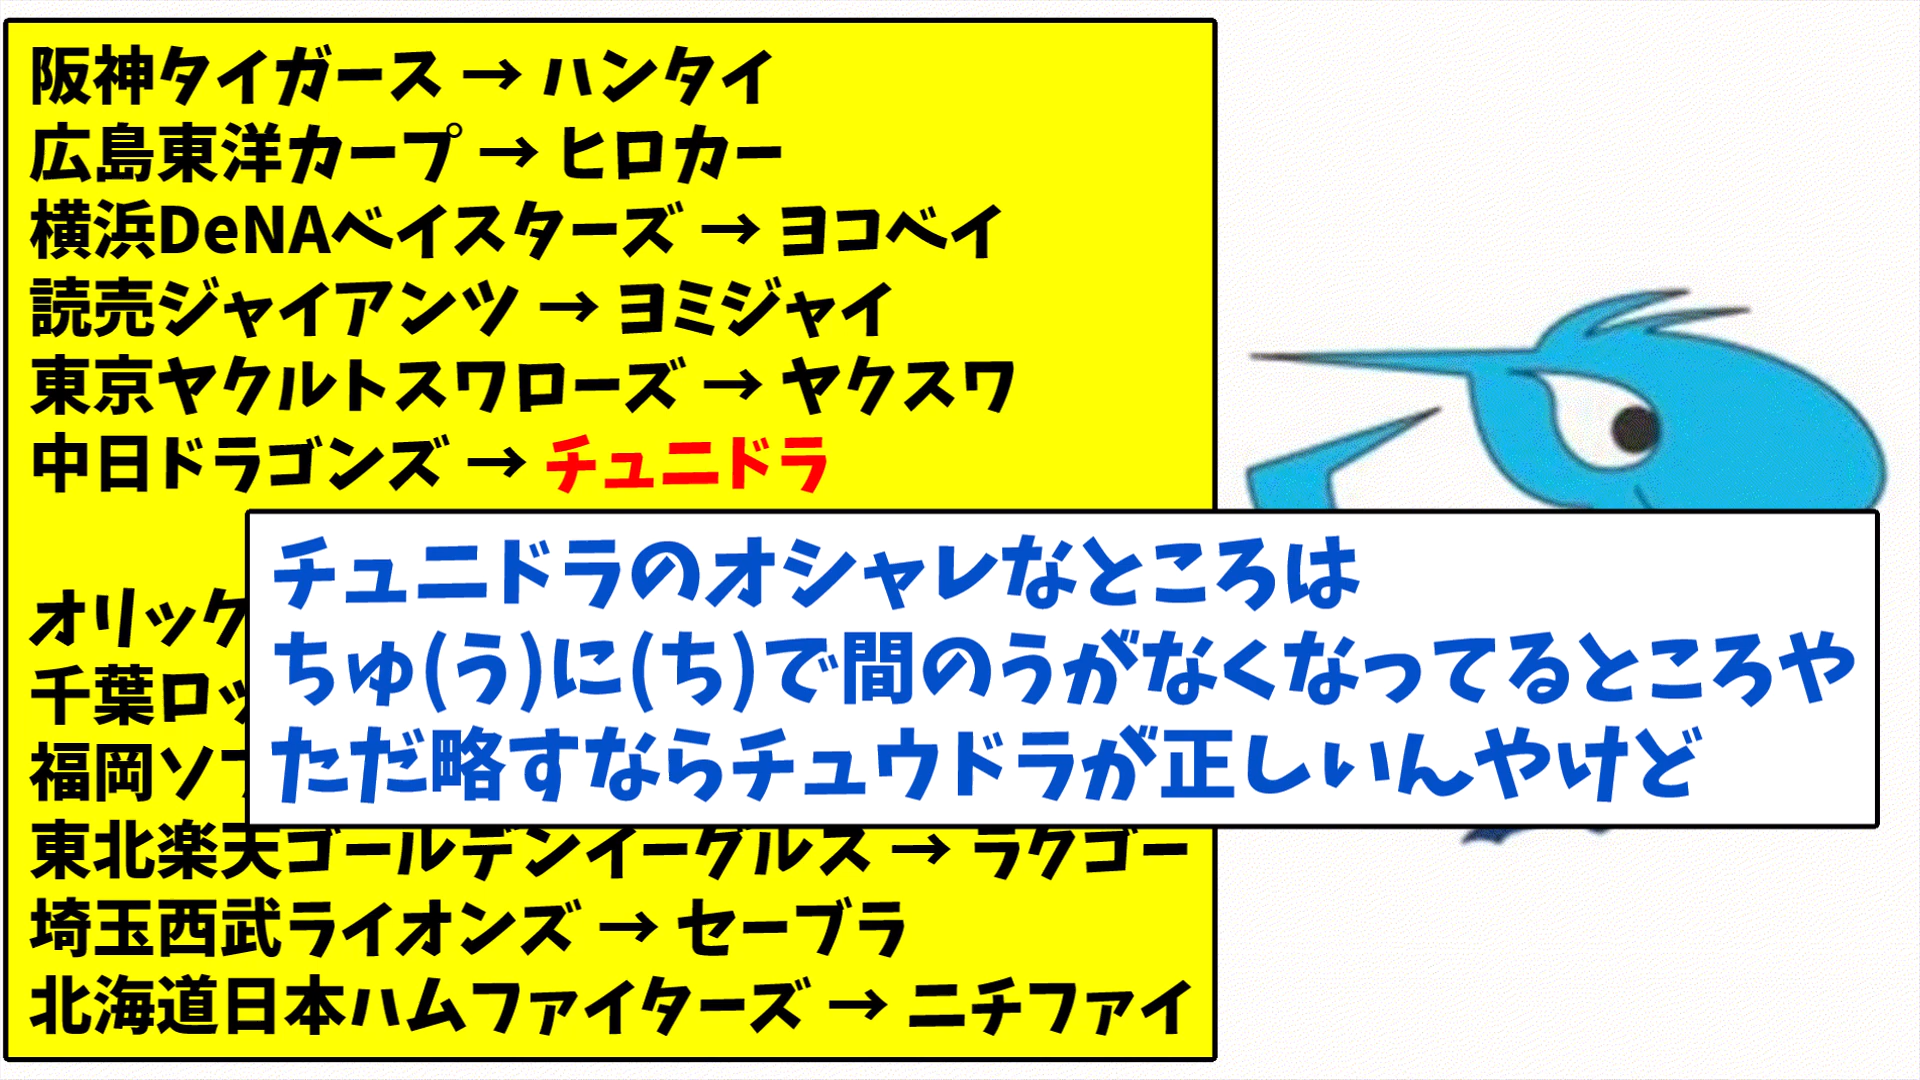 阪神タイガース → ハンタイ
広島東洋カープ → ヒロカー
横浜DeNAベイスターズ → ヨコベイ
読売ジャイアンツ → ヨミジャイ
東京ヤクルトスワローズ → ヤクスワ
中日ドラゴンズ → チュニドラ
チュニドラのオシャレなところは
ちゅ(う)に(ち)で間のうがなくなってるところや
ただ略すならチュウドラが正しいんやけど
オリック
千葉ロッ
福岡ソフ
東北楽天ゴールデンイーグルス → ラクゴー
埼玉西武ライオンズ → セーブラ
北海道日本ハムファイターズ → ニチファイ